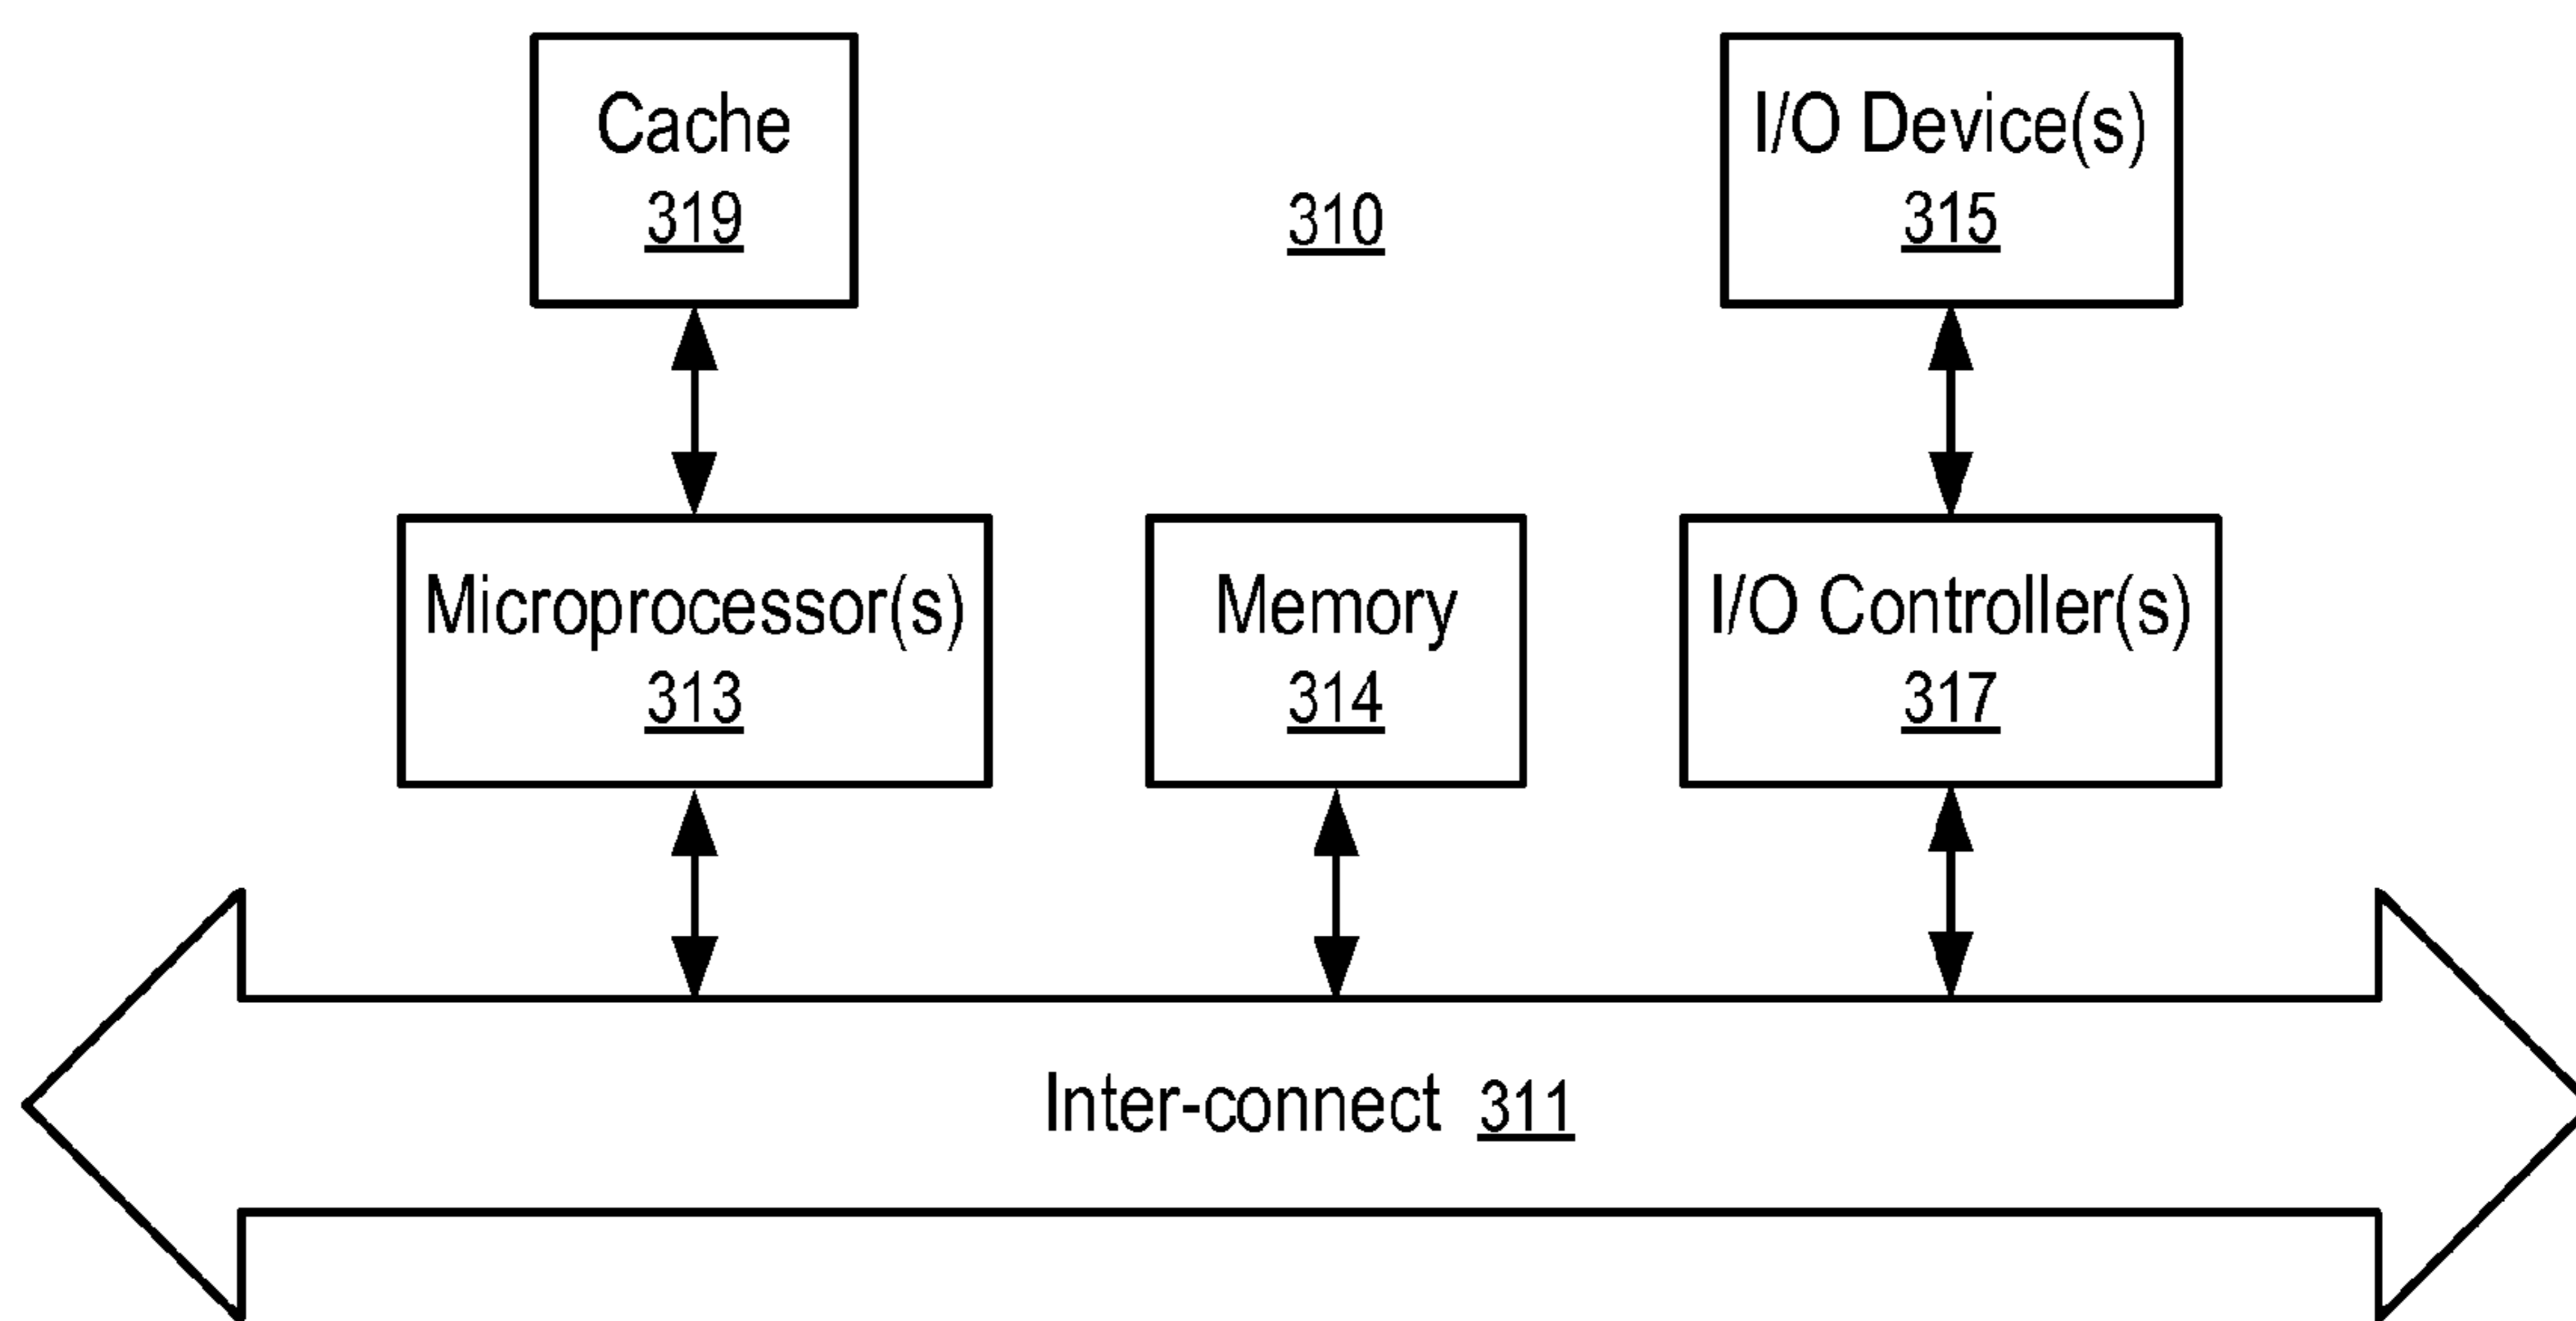 Cache
319
310
I/O Device(s)
315
Microprocessor(s)
313
Memory
314
I/O Controller(s)
317
Inter-connect 311